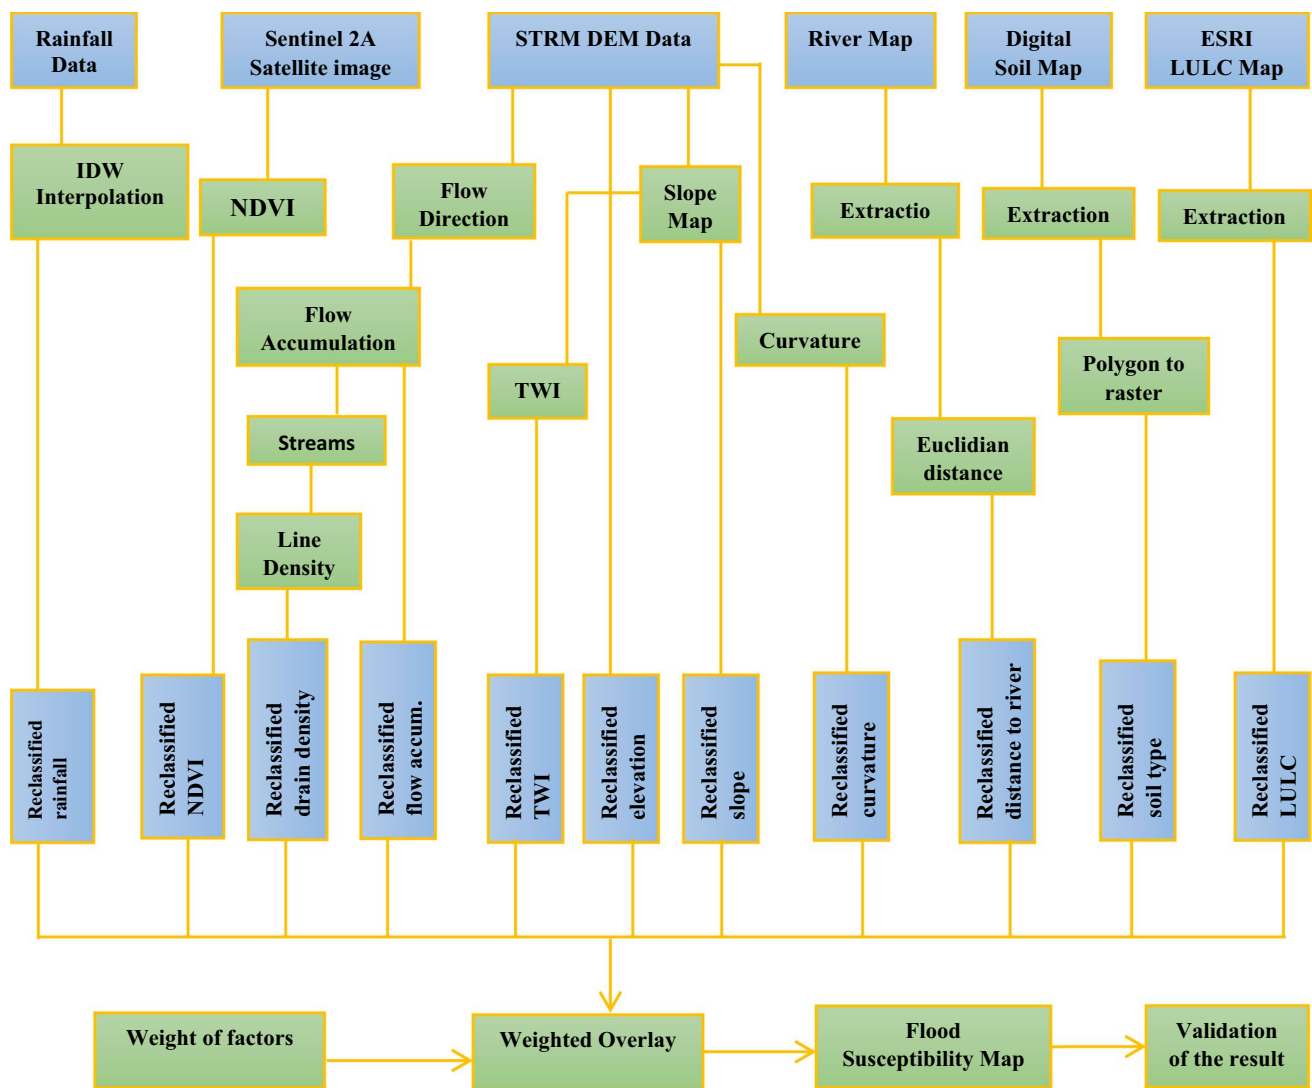 Rainfall
Data
Sentinel 2A
Satellite image
STRM DEM Data
River Map
Digital
Soil Map
ESRI
LULC Map
IDW
Interpolation
NDVI
Flow
Direction
Slope
Map
Extractio
Extraction
Extraction
Flow
Accumulation
Curvature
TWI
Polygon to
raster
Streams
Euclidian
distance
Line
Density
Reclassified
rainfall
Reclassified
NDVI
Reclassified
drain density
Reclassified
flow accum.
Reclassified
TWI
Reclassified
elevation
Reclassified
slope
Reclassified
curvature
Reclassified
distance to river
Reclassified
soil type
Reclassified
LULC
Weight of factors
Weighted Overlay
Flood
Susceptibility Map
Validation
of the result